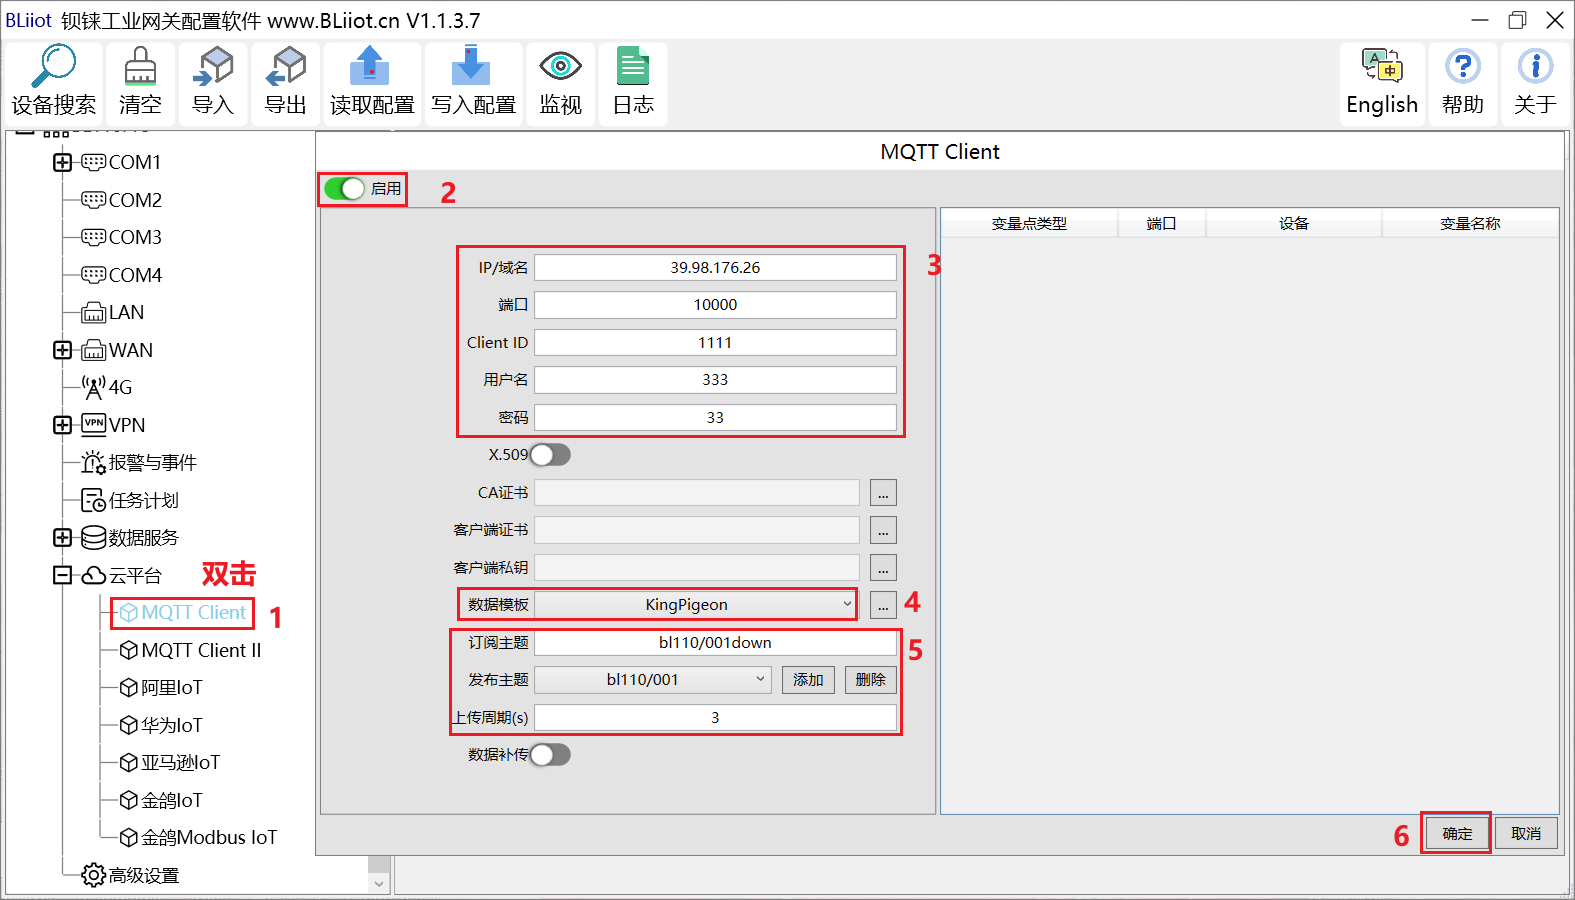 BLiiot 钡铼工业网关配置软件 www.BLiiot.cn V1.1.3.7
设备搜索 清空 导入 导出 读取配置 写入配置 监视 日志 English 帮助 关于
MQTT Client
COM1
启用 2
COM2
变量点类型 端口 设备 变量名称
COM3
IP/域名 39.98.176.26 3
COM4
端口 10000
LAN
Client ID 1111
WAN
用户名 333
4G
密码 33
VPN
X.509
报警与事件
CA证书 ...
任务计划
客户端证书 ...
数据服务
客户端私钥 ...
云平台 双击
数据模板 KingPigeon ... 4
MQTT Client 1
订阅主题 bl110/001down 5
MQTT Client II
发布主题 bl110/001 添加 删除
阿里IoT
上传周期(s) 3
华为IoT
数据补传
亚马逊IoT
金鸽IoT
金鸽Modbus IoT
6 确定 取消
高级设置